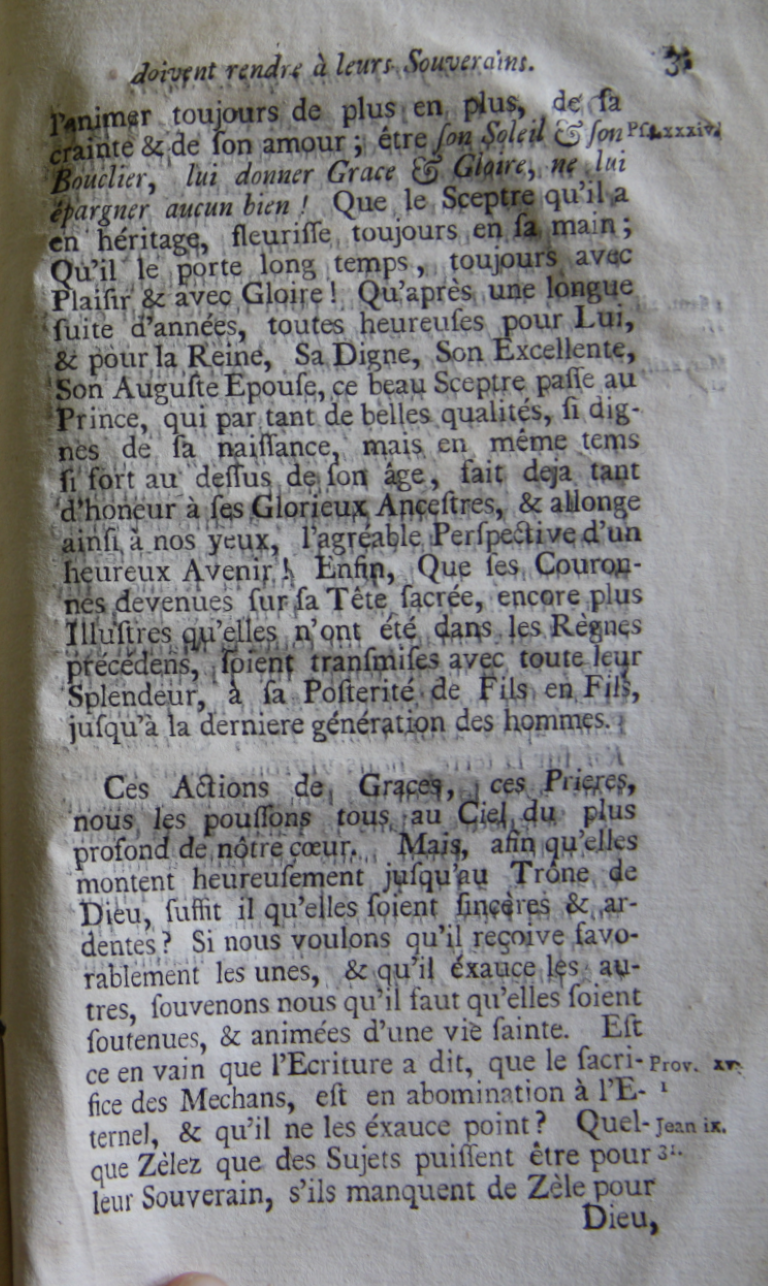 doivent rendre à leurs Souverains.
l'animer toujours de plus en plus, de ſa
crainte & de ſon amour ; être ſon Soleil & ſon Pſ. lxxxiv.
Bouclier, lui donner Grace & Gloire, ne lui
épargner aucun bien ! Que le Sceptre qu'il a
en héritage, fleuriſſe toujours en ſa main ;
Qu'il le porte long temps, toujours avec
Plaiſir & avec Gloire ! Qu'après une longue
ſuite d'années, toutes heureuſes pour Lui,
& pour la Reine, Sa Digne, Son Excellente,
Son Auguſte Epouſe, ce beau Sceptre paſſe au
Prince, qui par tant de belles qualités, ſi dig-
nes de ſa naiſſance, mais en même tems
ſi fort au deſſus de ſon âge, fait deja tant
d'honeur à ſes Glorieux Anceſtres, & allonge
ainſi à nos yeux, l'agréable Perſpective d'un
heureux Avenir ! Enfin, Que ſes Couron-
nes devenues ſur ſa Tête ſacrée, encore plus
Illuſtres qu'elles n'ont été dans les Règnes
précédens, ſoient tranſmiſes avec toute leur
Splendeur, à ſa Poſterité de Fils en Fils,
juſqu'à la derniere génération des hommes.
Ces Actions de Graces, ces Prieres,
nous les pouſſons tous au Ciel du plus
profond de nôtre cœur. Mais, afin qu'elles
montent heureuſement juſqu'au Trône de
Dieu, ſuffit il qu'elles ſoient ſincères & ar-
dentes ? Si nous voulons qu'il reçoive favo-
rablement les unes, & qu'il éxauce les au-
tres, ſouvenons nous qu'il faut qu'elles ſoient
ſoutenues, & animées d'une vie ſainte. Eſt
ce en vain que l'Ecriture a dit, que le ſacri- Prov. xv.
fice des Mechans, eſt en abomination à l'E-
ternel, & qu'il ne les éxauce point ? Quel- Jean ix.
que Zèlez que des Sujets puiſſent être pour
leur Souverain, s'ils manquent de Zèle pour
Dieu,